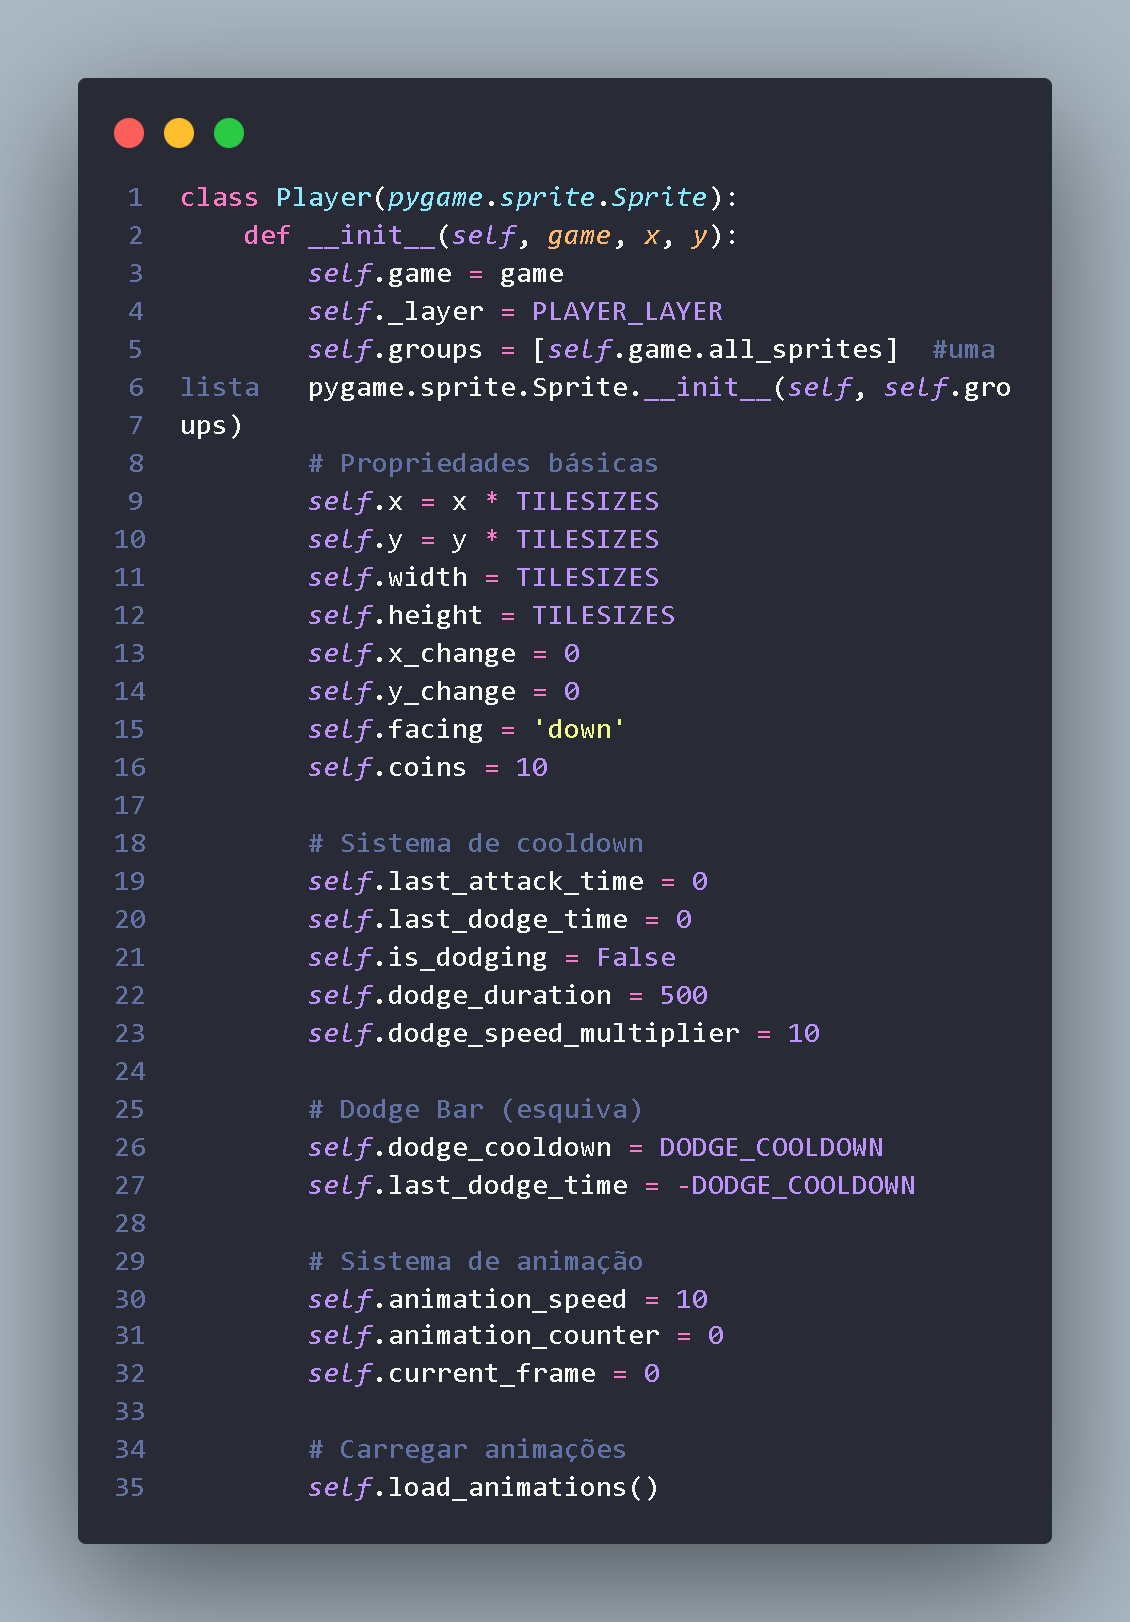 1 class Player(pygame.sprite.Sprite):
2     def __init__(self, game, x, y):
3         self.game = game
4         self._layer = PLAYER_LAYER
5         self.groups = [self.game.all_sprites]  #uma
6 lista   pygame.sprite.Sprite.__init__(self, self.gro
7 ups)
8         # Propriedades básicas
9         self.x = x * TILESIZES
10         self.y = y * TILESIZES
11         self.width = TILESIZES
12         self.height = TILESIZES
13         self.x_change = 0
14         self.y_change = 0
15         self.facing = 'down'
16         self.coins = 10
17
18         # Sistema de cooldown
19         self.last_attack_time = 0
20         self.last_dodge_time = 0
21         self.is_dodging = False
22         self.dodge_duration = 500
23         self.dodge_speed_multiplier = 10
24
25         # Dodge Bar (esquiva)
26         self.dodge_cooldown = DODGE_COOLDOWN
27         self.last_dodge_time = -DODGE_COOLDOWN
28
29         # Sistema de animação
30         self.animation_speed = 10
31         self.animation_counter = 0
32         self.current_frame = 0
33
34         # Carregar animações
35         self.load_animations()